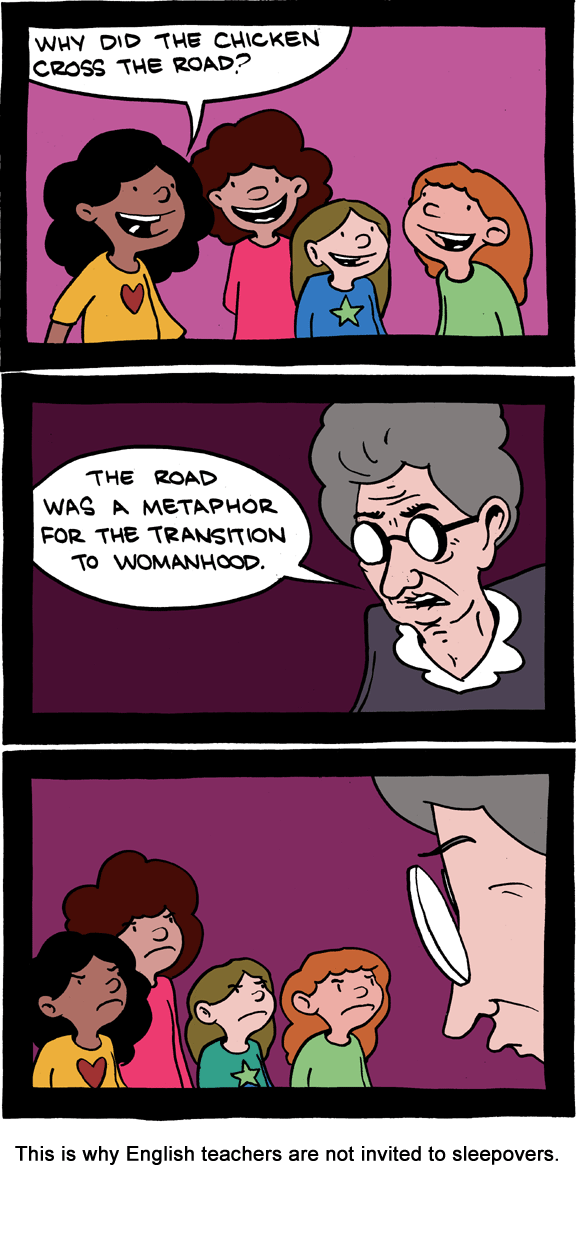 WHY DID THE CHICKEN
CROSS THE ROAD?
THE ROAD
WAS A METAPHOR
FOR THE TRANSITION
TO WOMANHOOD.
This is why English teachers are not invited to sleepovers.